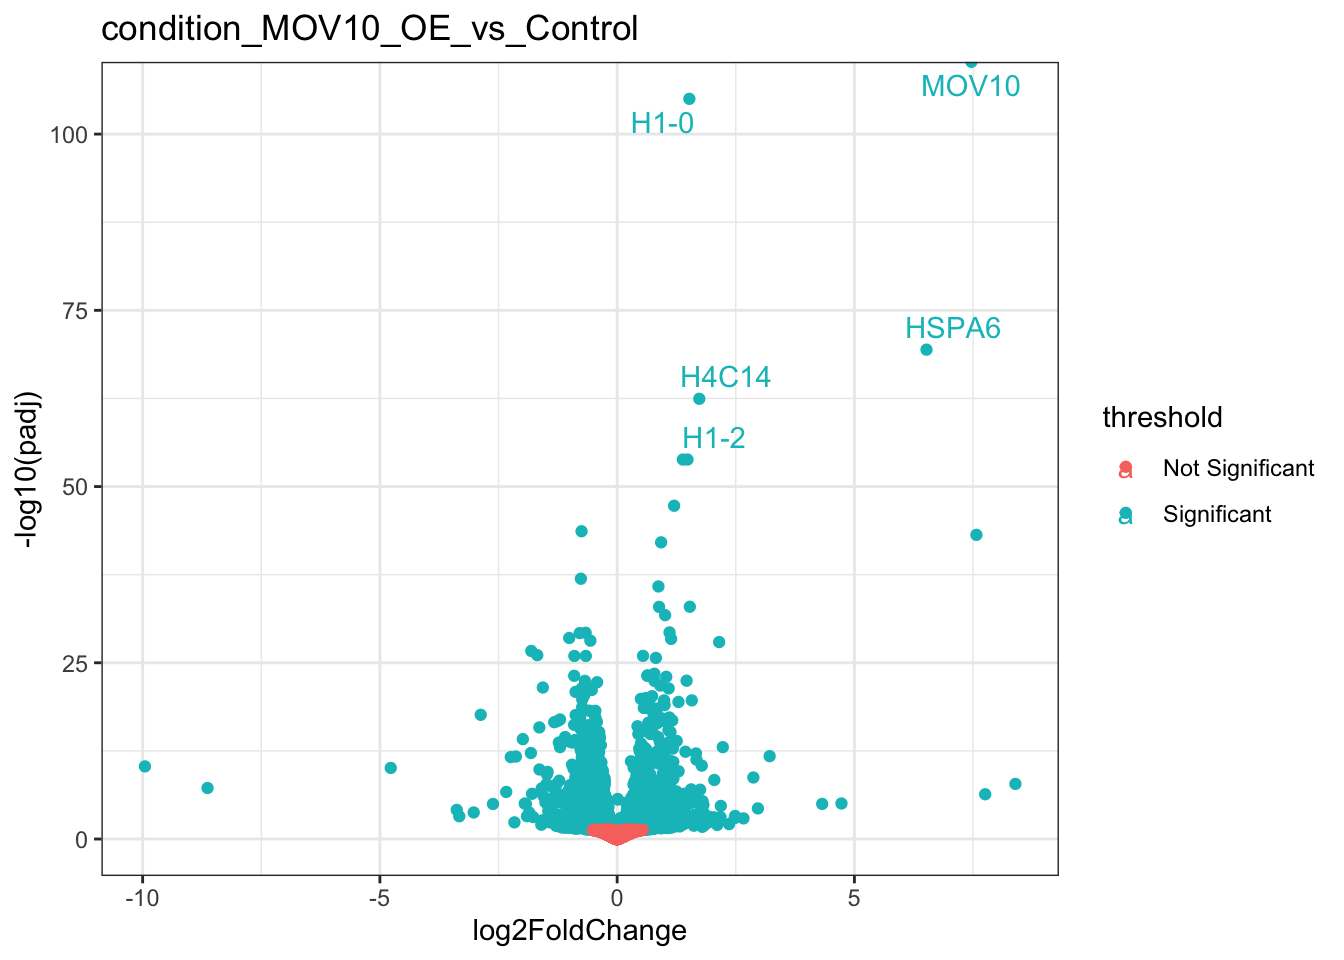 condition_MOV10_OE_vs_Control
MOV10
H1-0
100
HSPA6
75
H4C14
H1-2
50
25
0
-log10(padj)
-10 -5 0 5
log2FoldChange
threshold
a Not Significant
a Significant